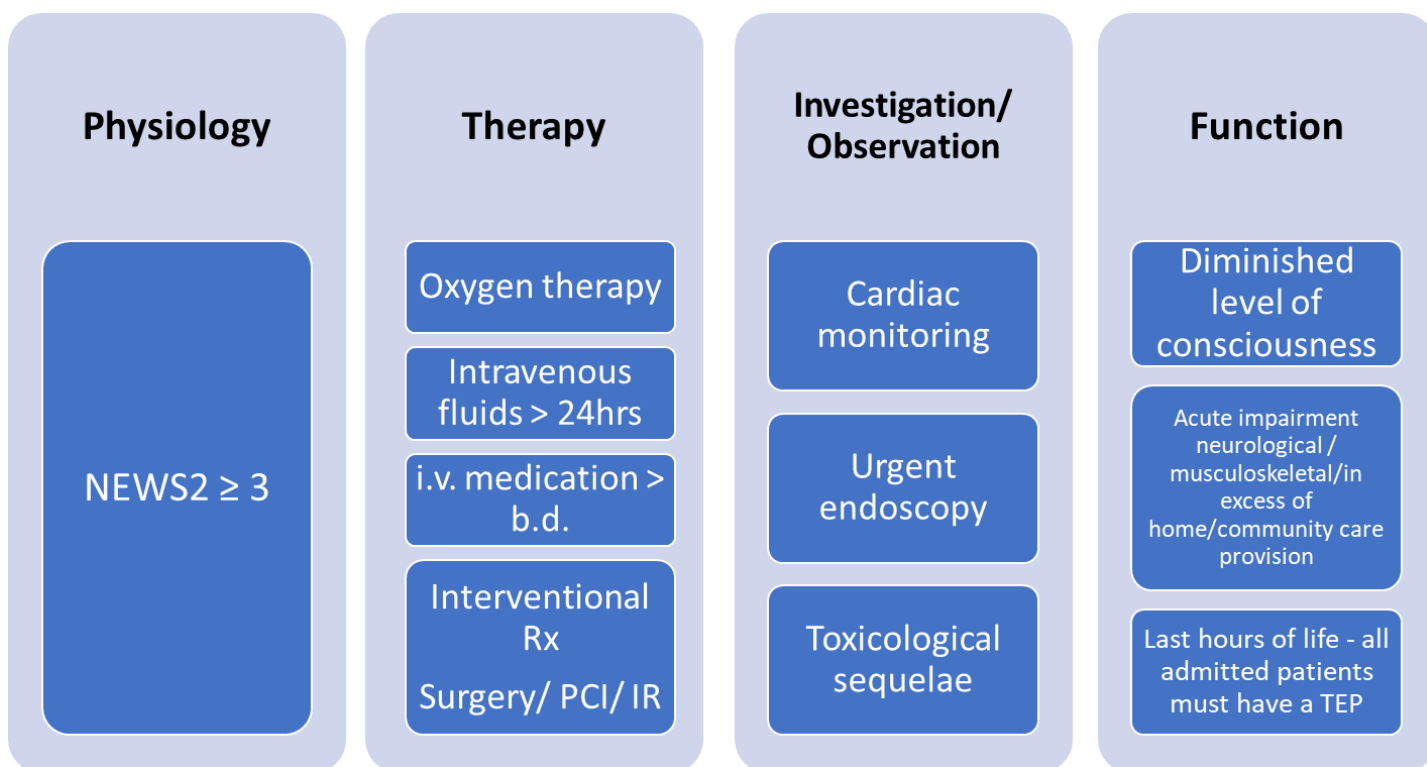 Physiology
NEWS2 ≥ 3
Therapy
Oxygen therapy
Intravenous
fluids > 24hrs
i.v. medication >
b.d.
Interventional
Rx
Surgery/ PCI/ IR
Investigation/
Observation
Cardiac
monitoring
Urgent
endoscopy
Toxicological
sequelae
Function
Diminished
level of
consciousness
Acute impairment
neurological /
musculoskeletal/in
excess of
home/community care
provision
Last hours of life - all
admitted patients
must have a TEP